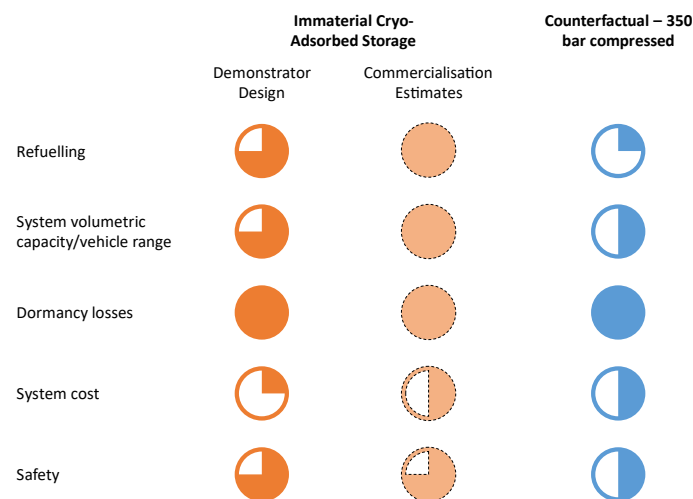 Immaterial Cryo-
Adsorbed Storage
Counterfactual – 350
bar compressed
Demonstrator
Design
Commercialisation
Estimates
Refuelling
System volumetric
capacity/vehicle range
Dormancy losses
System cost
Safety